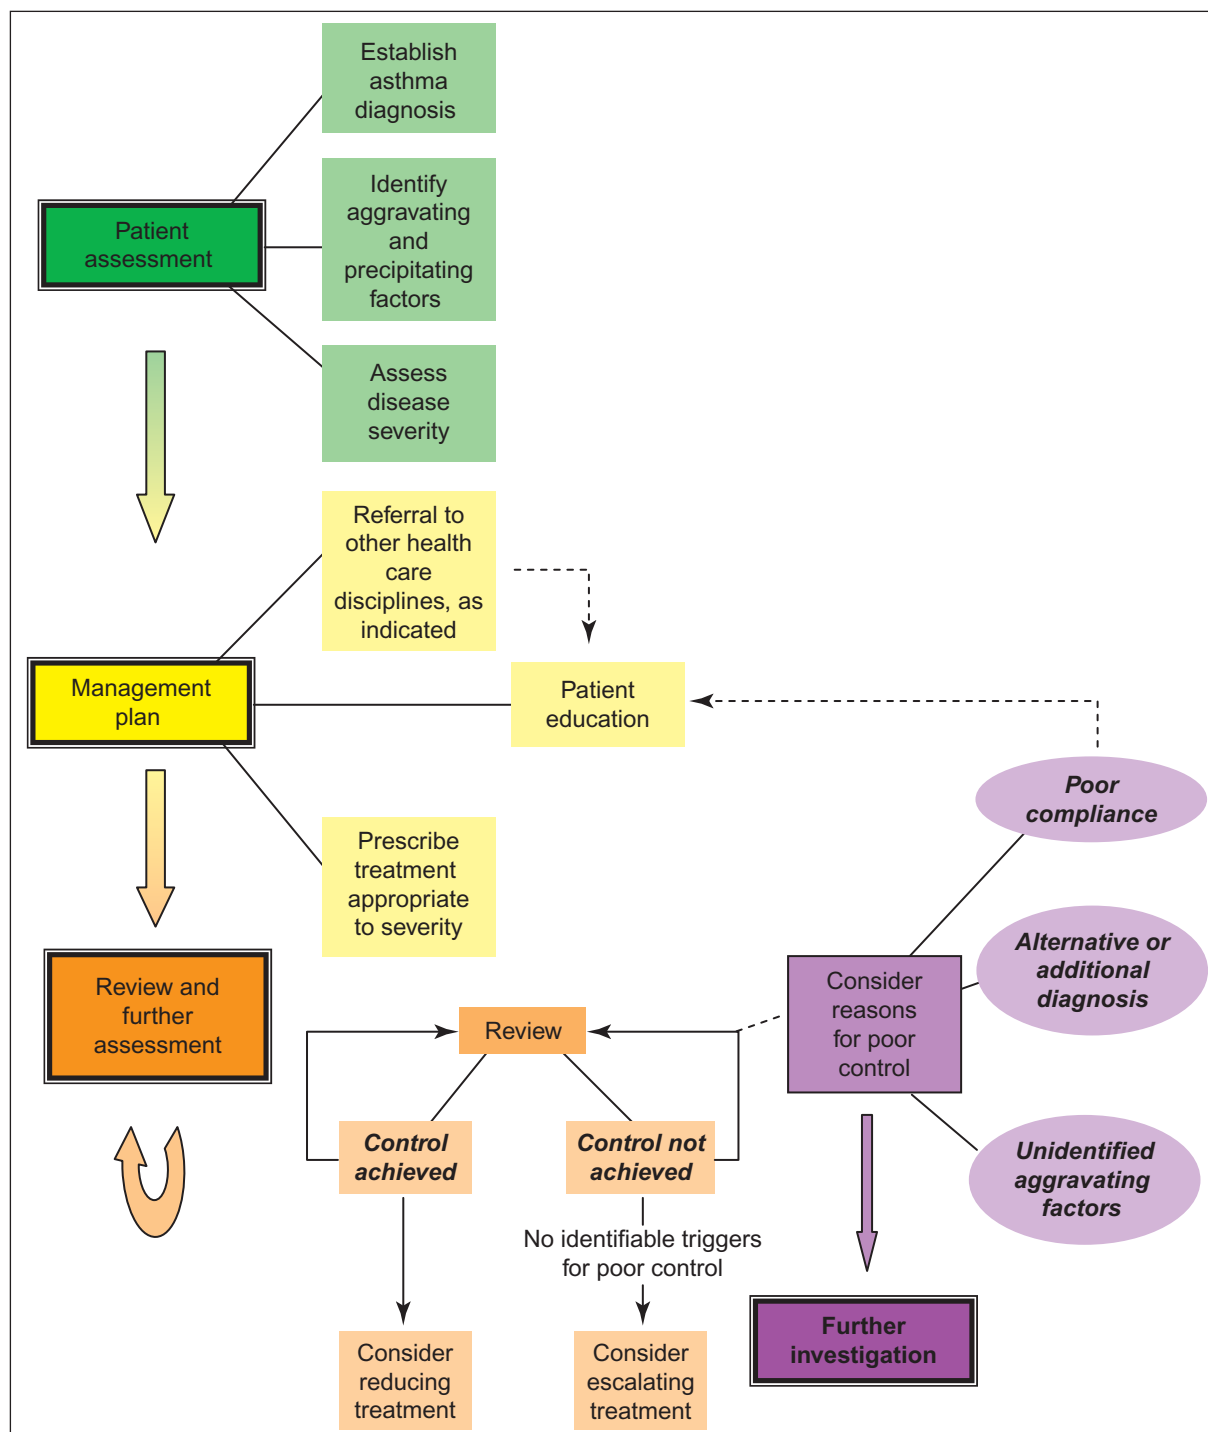 Establish
asthma
diagnosis
Identify
aggravating
and
precipitating
factors
Patient
assessment
Assess
disease
severity
Referral to
other health
care
disciplines, as
indicated
Management
plan
Patient
education
Prescribe
treatment
appropriate
to severity
Poor
compliance
Alternative or
additional
diagnosis
Consider
reasons
for poor
control
Unidentified
aggravating
factors
Review and
further
assessment
Review
Control
achieved
Control not
achieved
No identifiable triggers
for poor control
Consider
reducing
treatment
Consider
escalating
treatment
Further
investigation